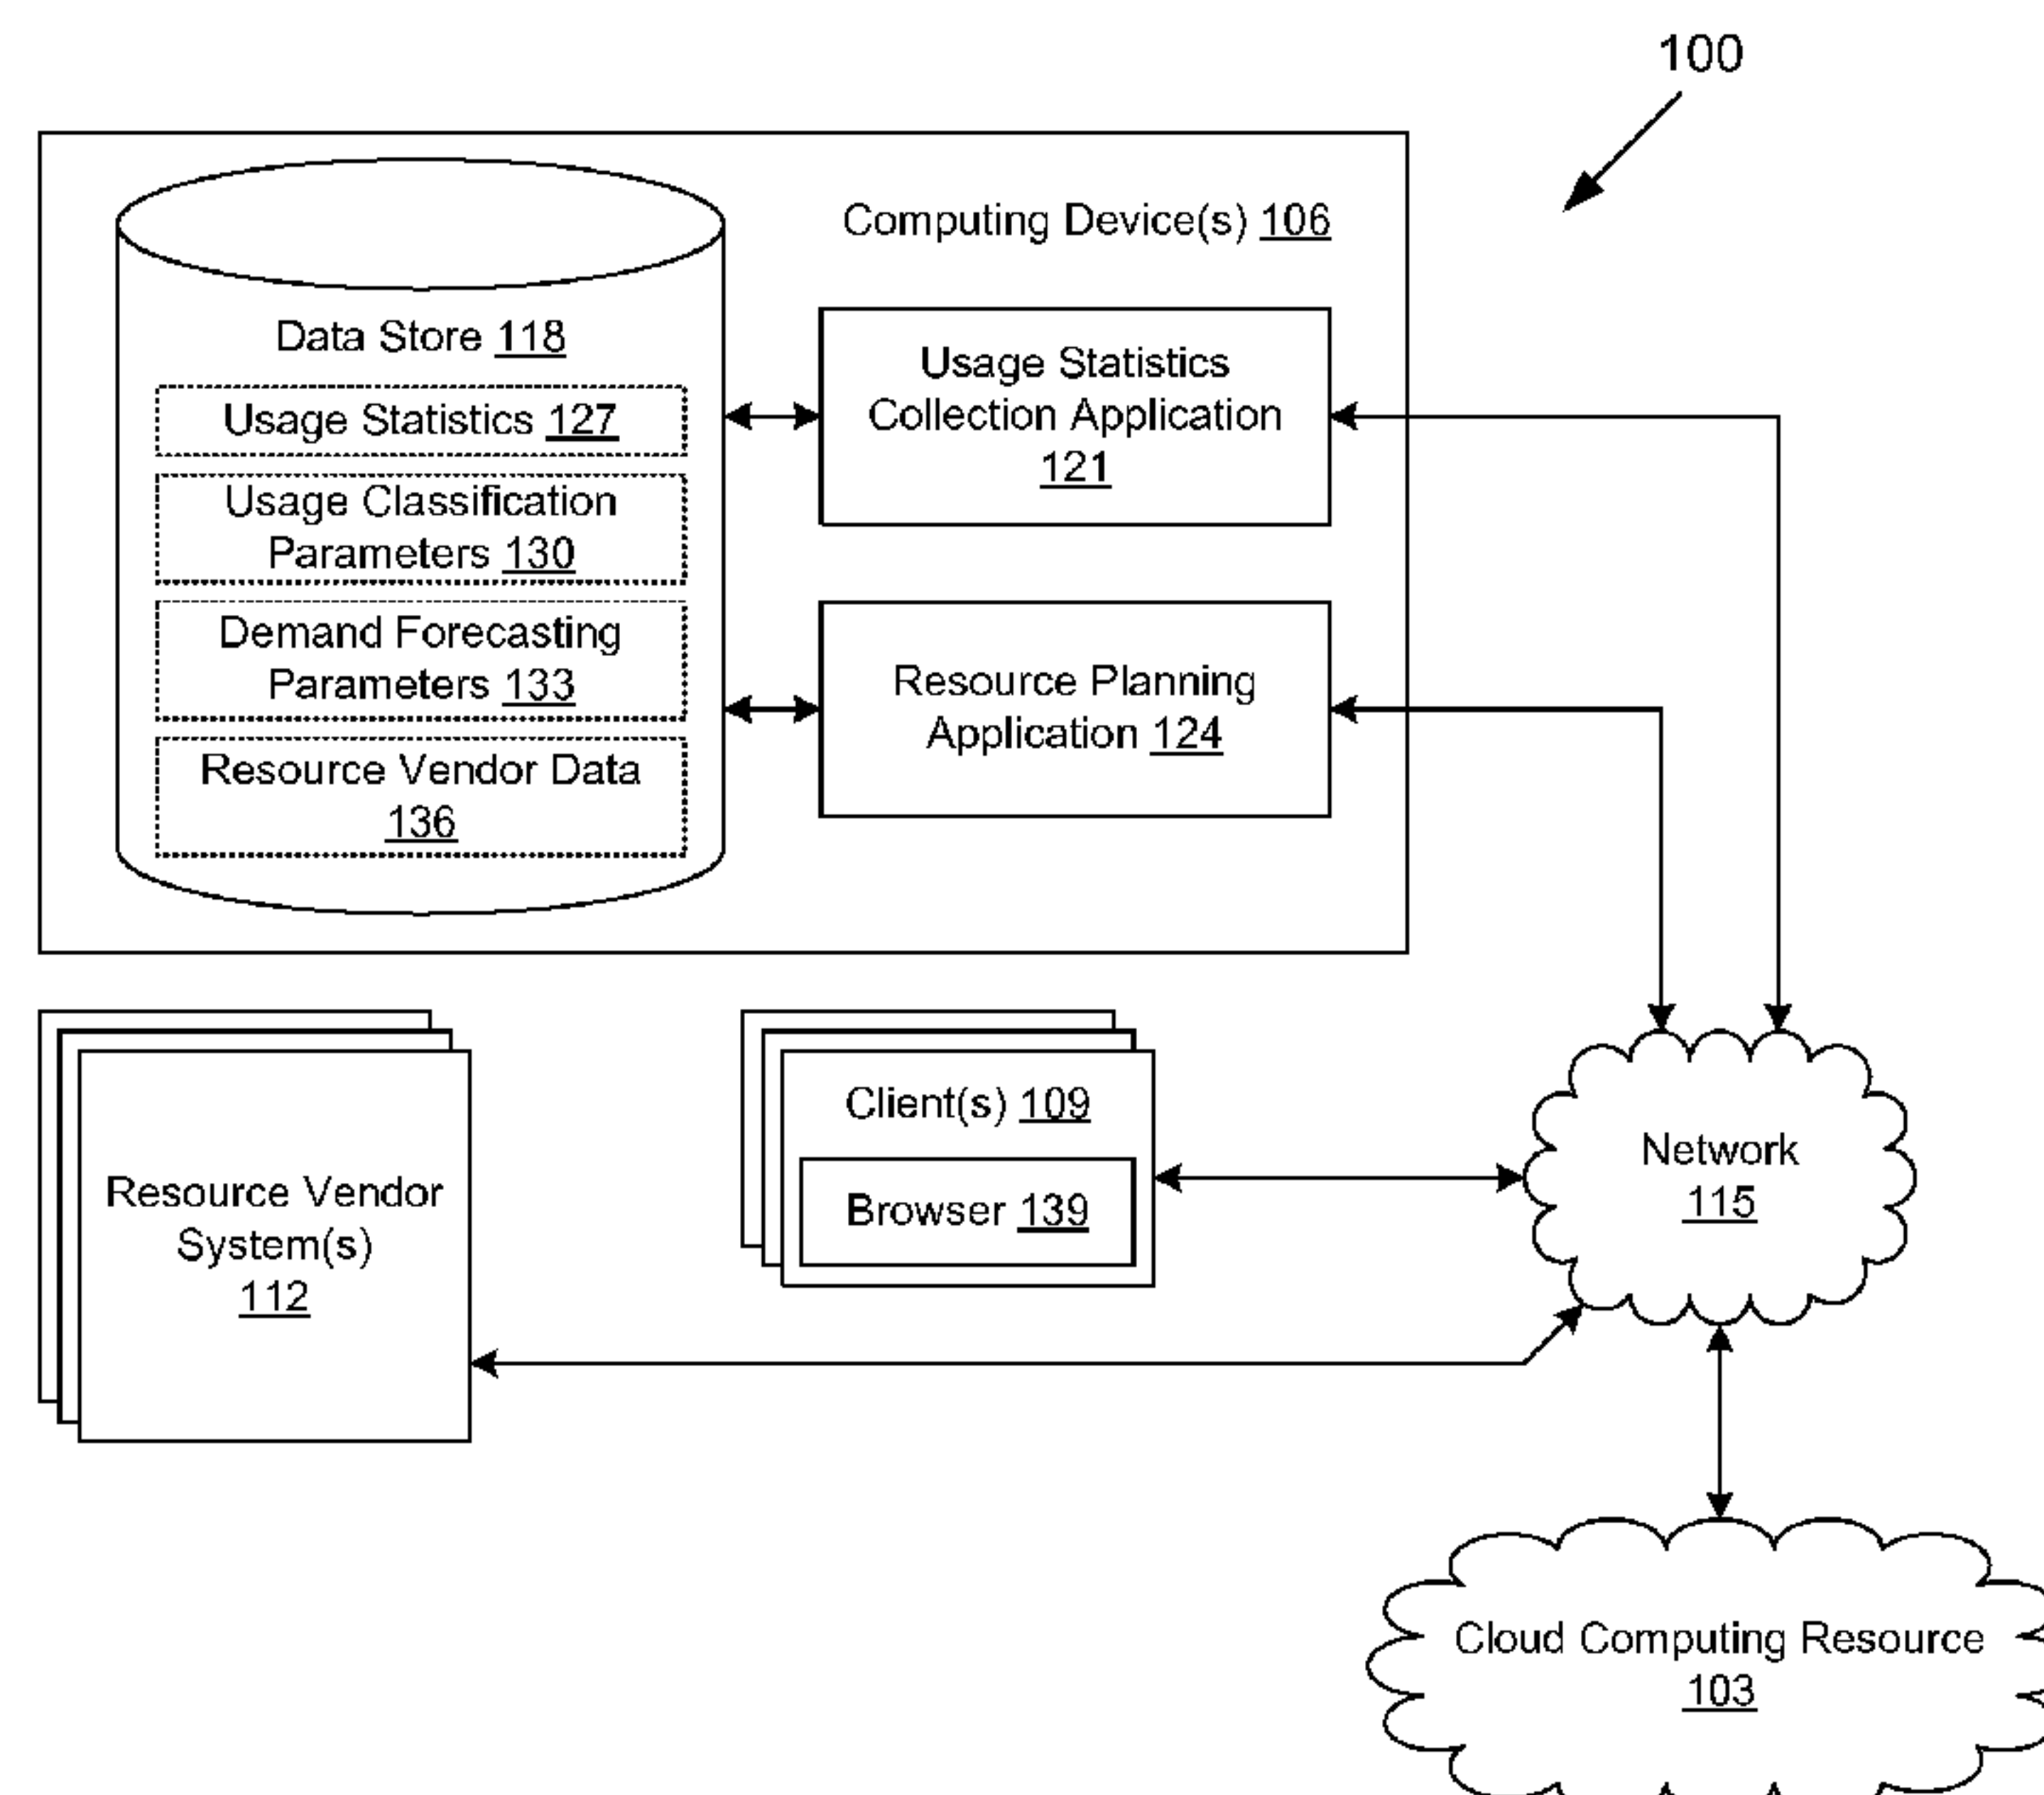 100
Computing Device(s) 106
Data Store 118
Usage Statistics 127
Usage Classification
Parameters 130
Demand Forecasting
Parameters 133
Resource Vendor Data
136
Usage Statistics
Collection Application
121
Resource Planning
Application 124
Resource Vendor
System(s)
112
Client(s) 109
Browser 139
Network
115
Cloud Computing Resource
103